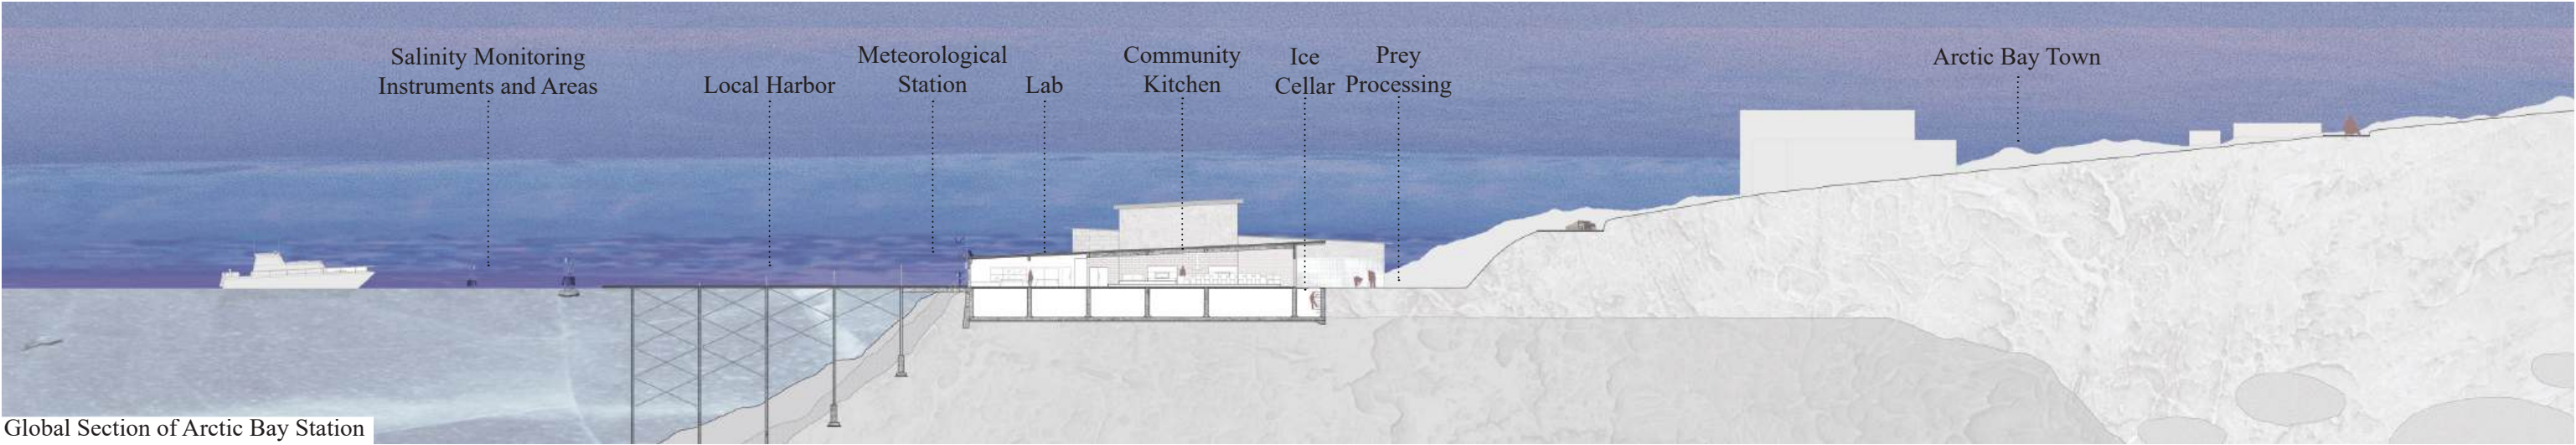 Salinity Monitoring
Instruments and Areas
Local Harbor
Meteorological
Station
Lab
Community
Kitchen
Ice
Cellar
Prey
Processing
Arctic Bay Town
Global Section of Arctic Bay Station